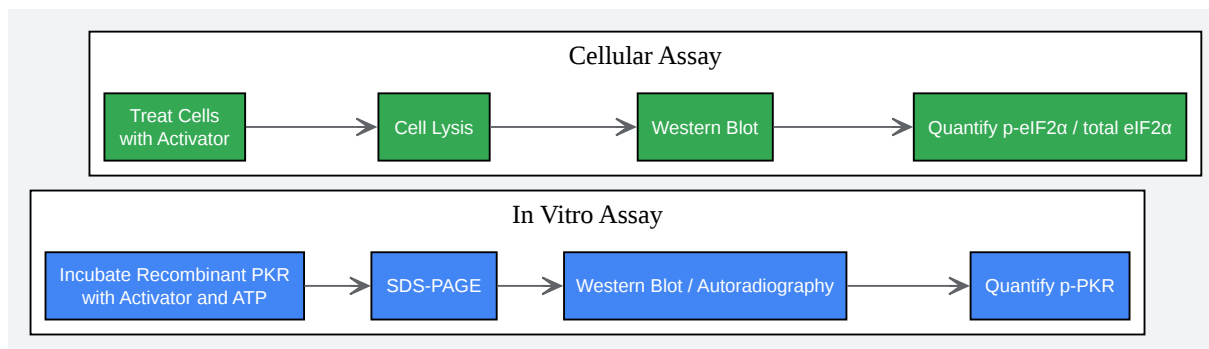 Cellular Assay
Treat Cells
with Activator
Cell Lysis
Western Blot
Quantify p-eIF2α / total eIF2α
In Vitro Assay
Incubate Recombinant PKR
with Activator and ATP
SDS-PAGE
Western Blot / Autoradiography
Quantify p-PKR